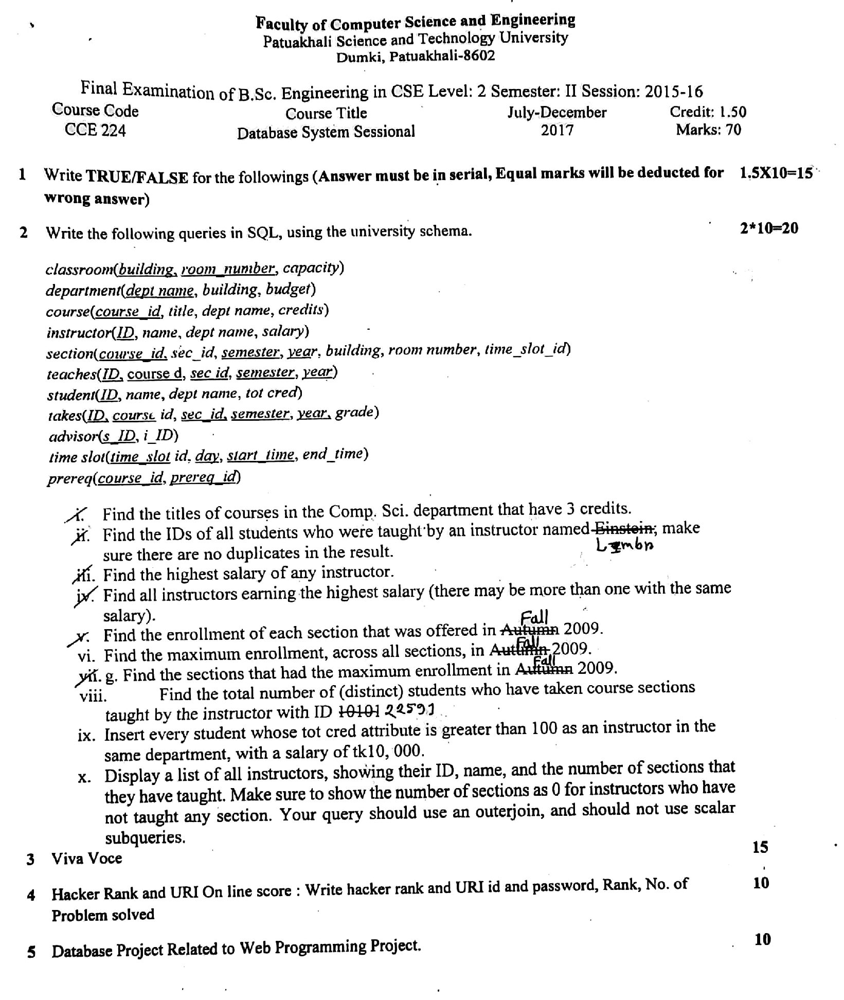 Faculty of Computer Science and Engineering
Patuakhali Science and Technology University
Dumki, Patuakhali-8602
Final Examination of B.Sc. Engineering in CSE Level: 2 Semester: II Session: 2015-16
Course Code Course Title July-December Credit: 1.50
CCE 224 Database System Sessional 2017 Marks: 70
1 Write TRUE/FALSE for the followings (Answer must be in serial, Equal marks will be deducted for 1.5X10=15
wrong answer)
2 Write the following queries in SQL, using the university schema. 2*10=20
classroom(building, room_number, capacity)
department(dept name, building, budget)
course(course_id, title, dept name, credits)
instructor(ID, name, dept name, salary)
section(course_id, sec_id, semester, year, building, room number, time_slot_id)
teaches(ID, course d, sec id, semester, year)
student(ID, name, dept name, tot cred)
takes(ID, course id, sec_id, semester, year, grade)
advisor(s_ID, i_ID)
time slot(time_slot id, day, start_time, end_time)
prereq(course_id, prereq_id)
i. Find the titles of courses in the Comp. Sci. department that have 3 credits.
ii. Find the IDs of all students who were taught by an instructor named Einstein; make
sure there are no duplicates in the result.
iii. Find the highest salary of any instructor.
iv. Find all instructors earning the highest salary (there may be more than one with the same
salary).
Fall
v. Find the enrollment of each section that was offered in Autumn 2009.
Fall
vi. Find the maximum enrollment, across all sections, in Autumn 2009.
Fall
vii. g. Find the sections that had the maximum enrollment in Autumn 2009.
viii. Find the total number of (distinct) students who have taken course sections
taught by the instructor with ID 10101 22591
ix. Insert every student whose tot cred attribute is greater than 100 as an instructor in the
same department, with a salary of tk10, 000.
x. Display a list of all instructors, showing their ID, name, and the number of sections that
they have taught. Make sure to show the number of sections as 0 for instructors who have
not taught any section. Your query should use an outerjoin, and should not use scalar
subqueries.
3 Viva Voce 15
4 Hacker Rank and URI On line score : Write hacker rank and URI id and password, Rank, No. of 10
Problem solved
5 Database Project Related to Web Programming Project. 10